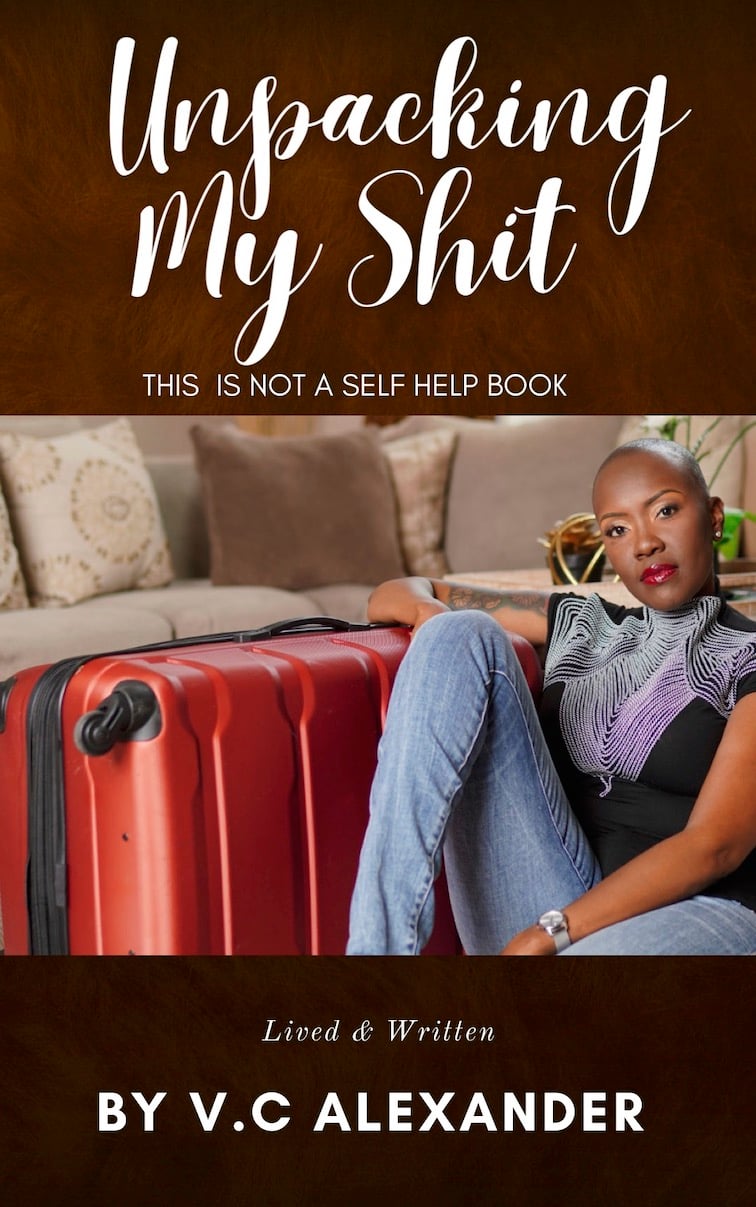 Unpacking
My Shit
THIS IS NOT A SELF HELP BOOK
Lived & Written
BY V.C ALEXANDER